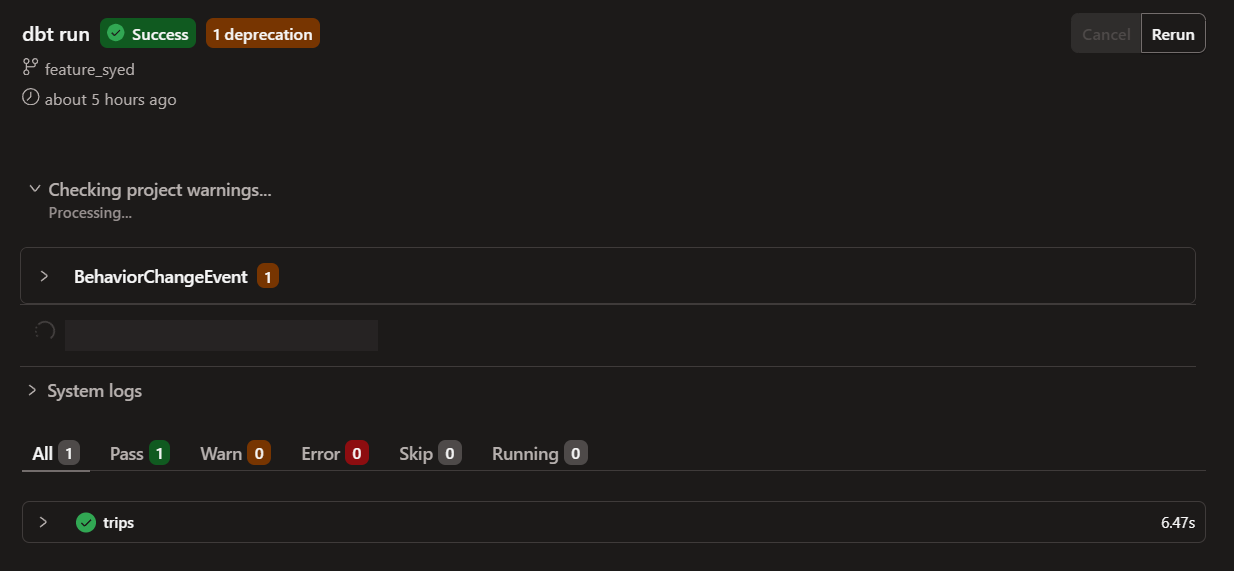 dbt run Success 1 deprecation Cancel Rerun
feature_syed
about 5 hours ago
Checking project warnings...
Processing...
BehaviorChangeEvent 1
System logs
All 1 Pass 1 Warn 0 Error 0 Skip 0 Running 0
trips 6.47s